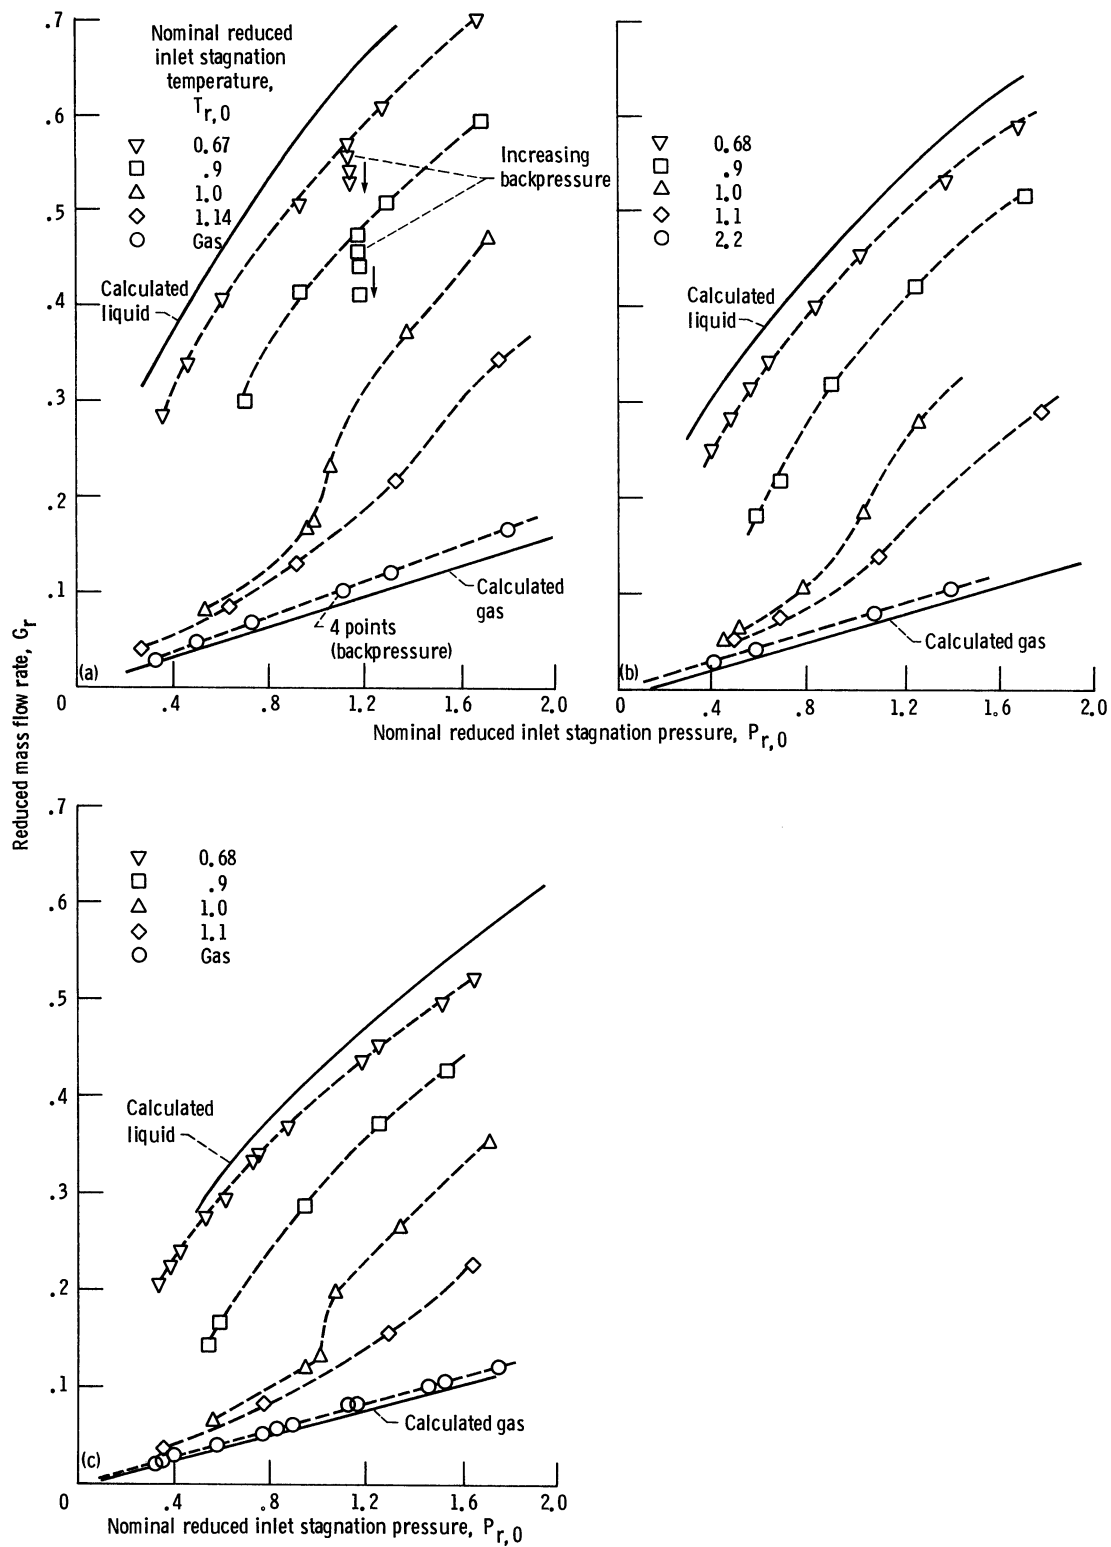 .7
.6
.5
.4
.3
.2
.1
0
Nominal reduced
inlet stagnation
temperature,
Tr,0
0.67
.9
1.0
1.14
Gas
Increasing
backpressure
Calculated
liquid
Calculated
gas
4 points
(backpressure)
(a)
.4
.8
1.2
1.6
2.0
0.68
.9
1.0
1.1
2.2
Calculated
liquid
Calculated gas
(b)
0
.4
.8
1.2
1.6
2.0
Nominal reduced inlet stagnation pressure, Pr,0
Reduced mass flow rate, Gr
.7
.6
.5
.4
.3
.2
.1
0
0.68
.9
1.0
1.1
Gas
Calculated
liquid
Calculated gas
(c)
.4
.8
1.2
1.6
2.0
Nominal reduced inlet stagnation pressure, Pr,0